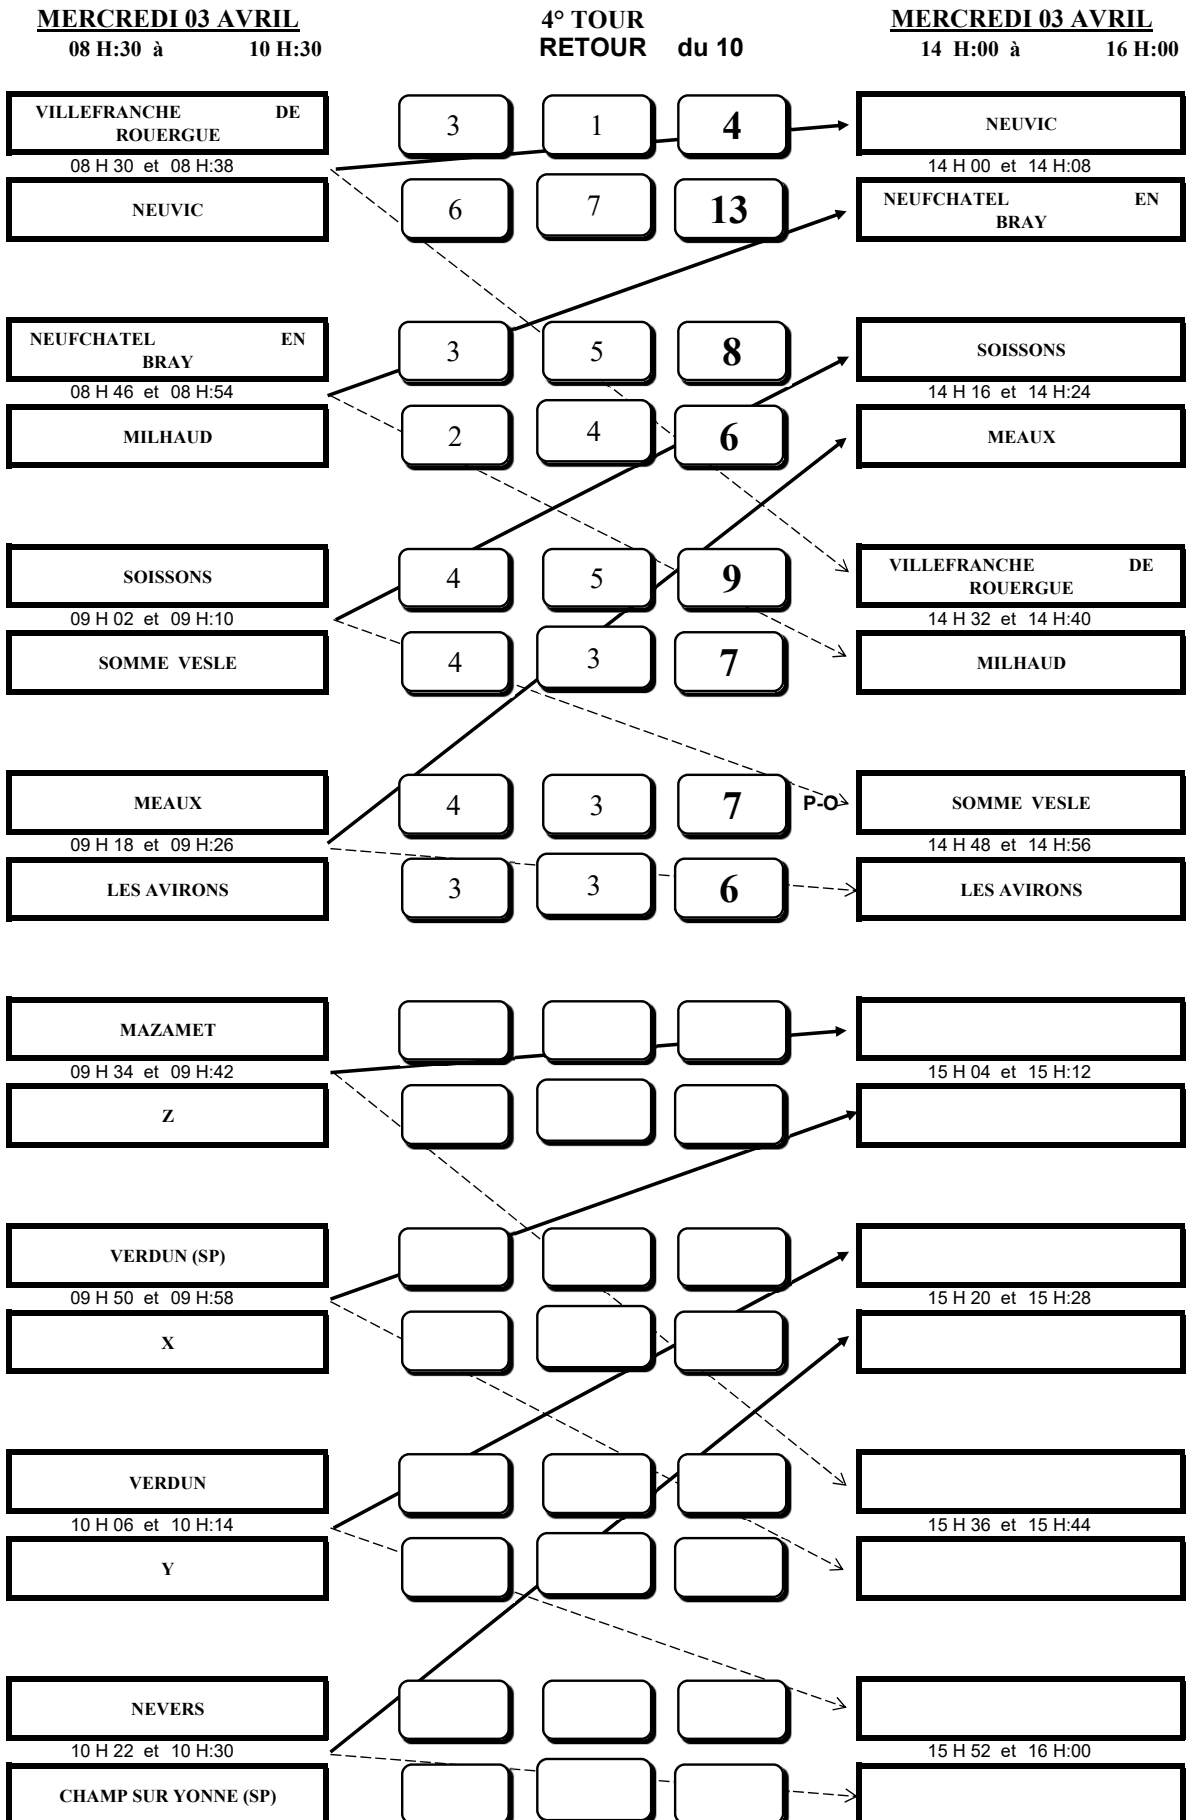 MERCREDI 03 AVRIL 4° TOUR MERCREDI 03 AVRIL
08 H:30 à 10 H:30 RETOUR du 10 14 H:00 à 16 H:00
VILLEFRANCHE DE 3 1 4 NEUVIC
ROUERGUE
08 H 30 et 08 H:38 14 H 00 et 14 H:08
NEUVIC 6 7 13 NEUFCHATEL EN
BRAY
NEUFCHATEL EN 3 5 8 SOISSONS
BRAY
08 H 46 et 08 H:54 14 H 16 et 14 H:24
MILHAUD 2 4 6 MEAUX
SOISSONS 4 5 9 VILLEFRANCHE DE
ROUERGUE
09 H 02 et 09 H:10 14 H 32 et 14 H:40
SOMME VESLE 4 3 7 MILHAUD
MEAUX 4 3 7 P-O SOMME VESLE
09 H 18 et 09 H:26 14 H 48 et 14 H:56
LES AVIRONS 3 3 6 LES AVIRONS
MAZAMET
09 H 34 et 09 H:42 15 H 04 et 15 H:12
Z
VERDUN (SP)
09 H 50 et 09 H:58 15 H 20 et 15 H:28
X
VERDUN
10 H 06 et 10 H:14 15 H 36 et 15 H:44
Y
NEVERS
10 H 22 et 10 H:30 15 H 52 et 16 H:00
CHAMP SUR YONNE (SP)